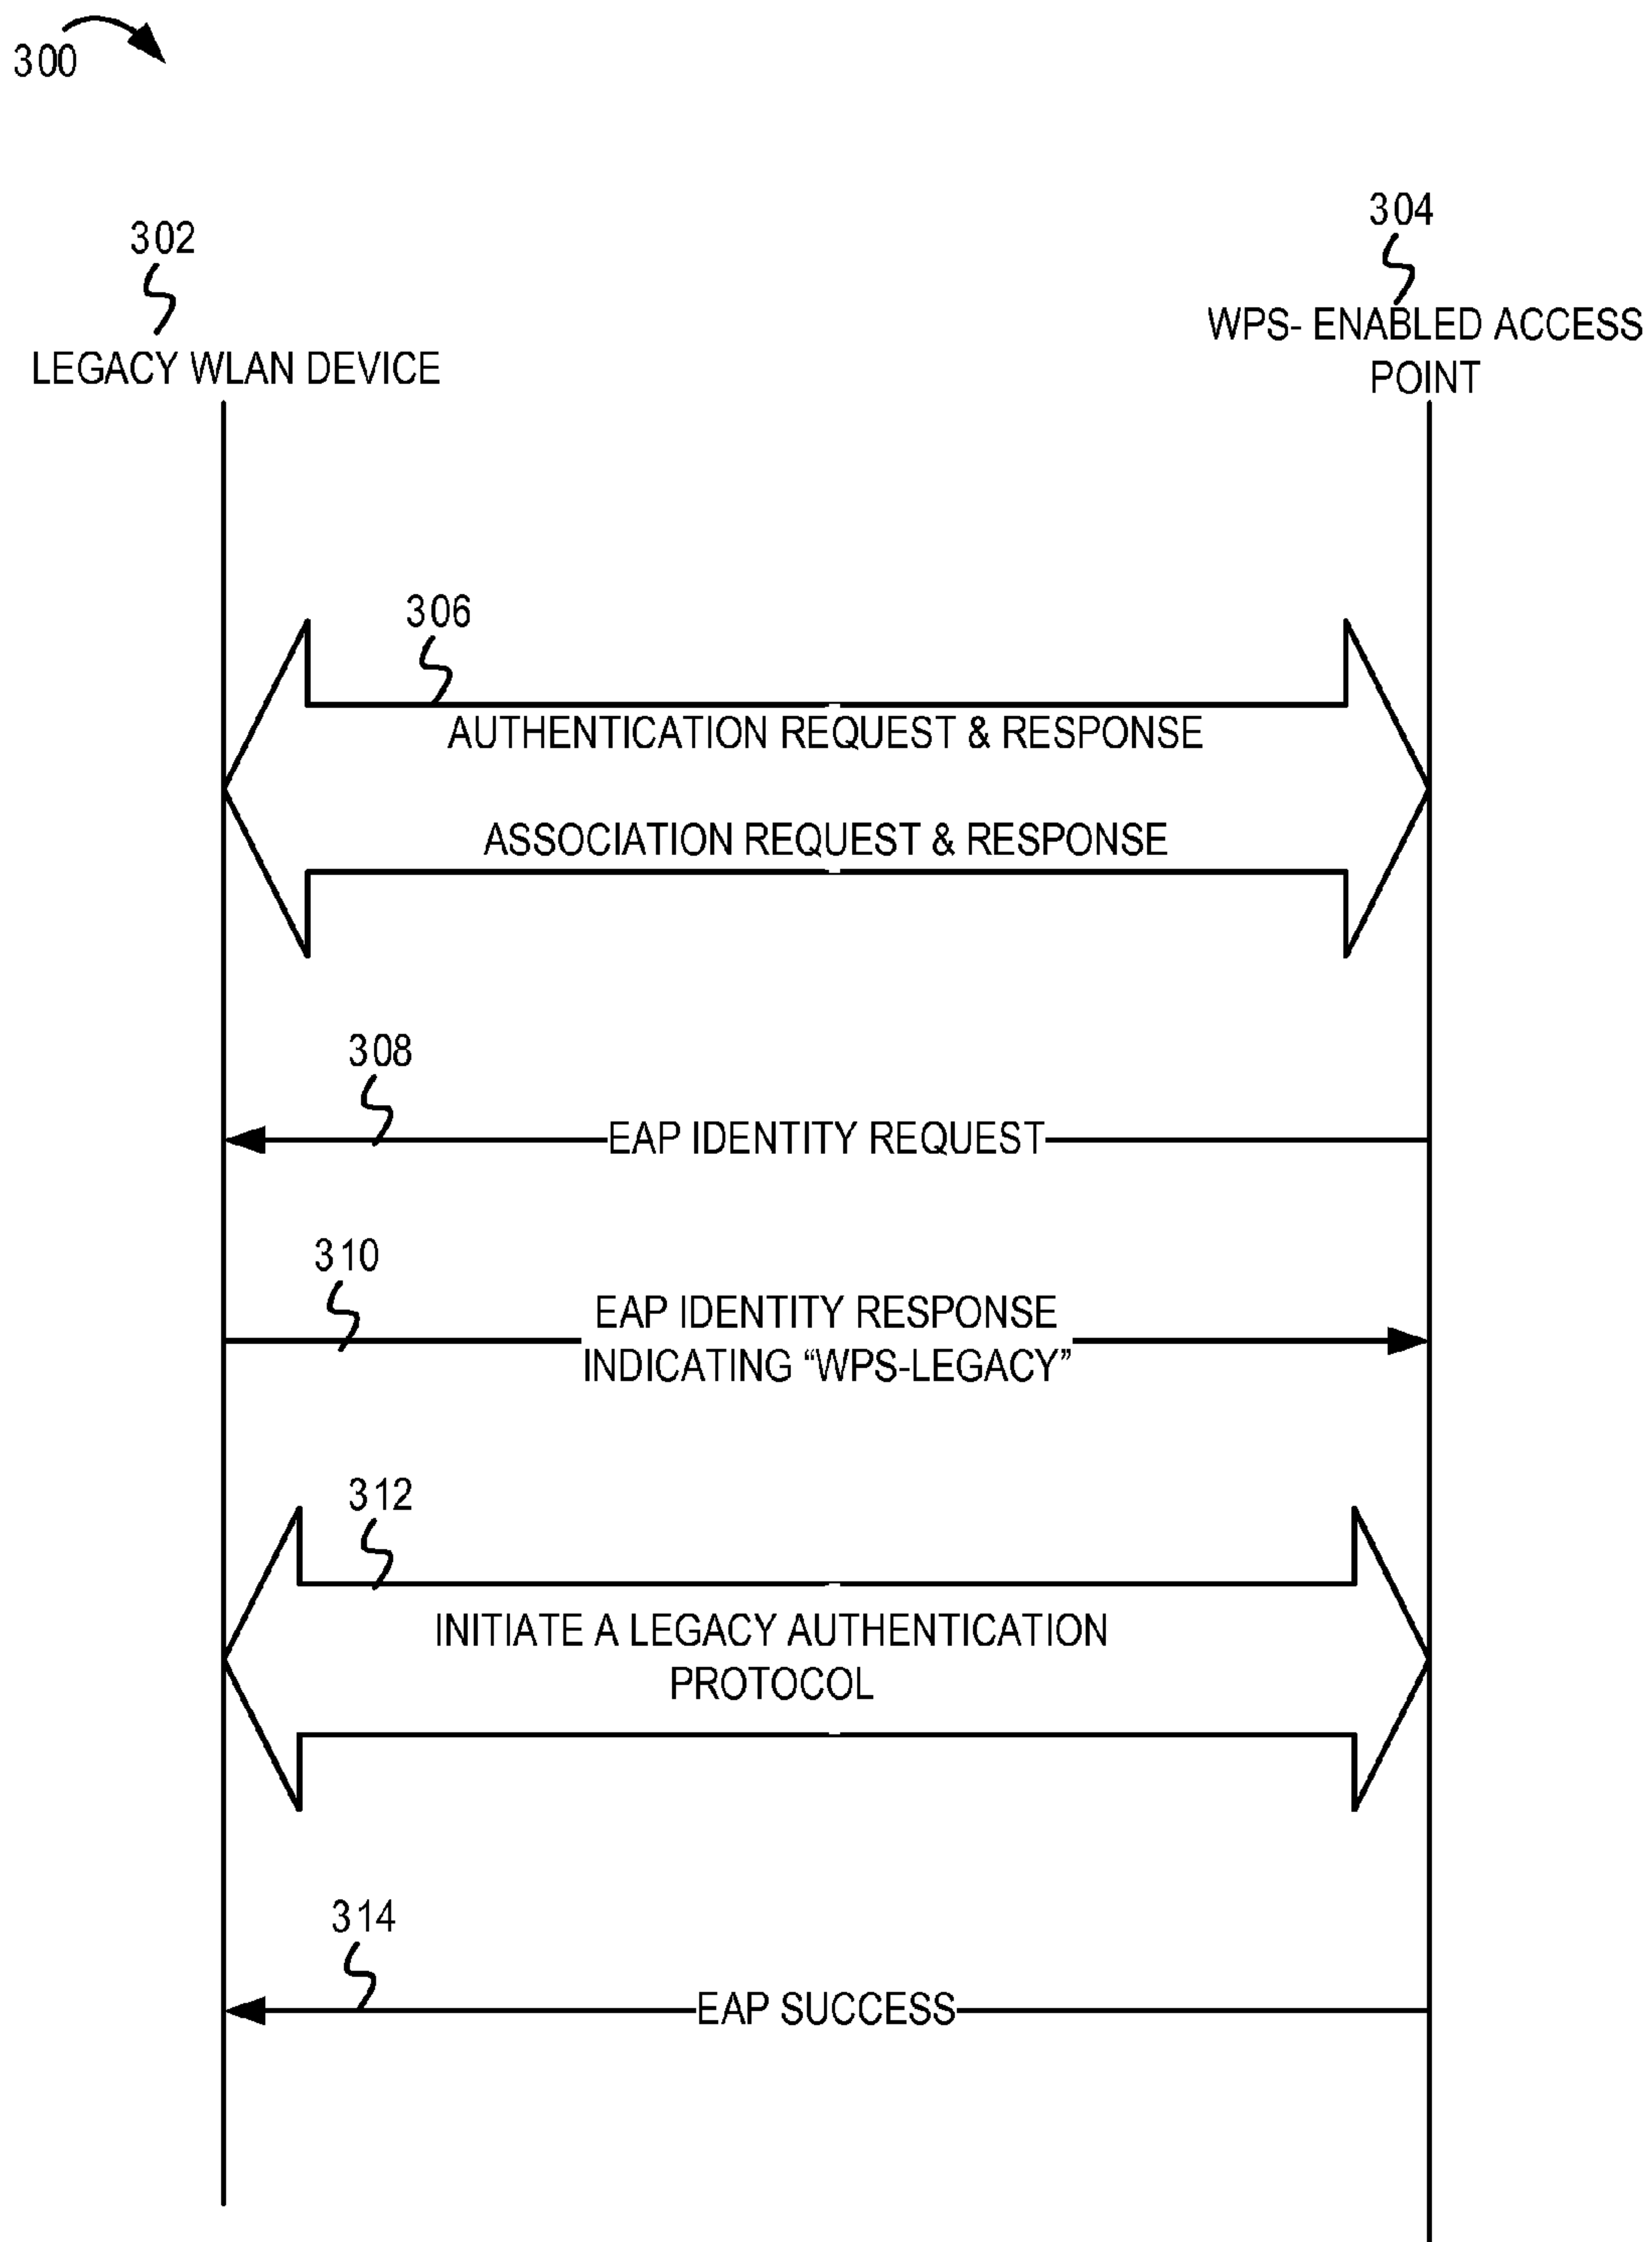 300
302
304
LEGACY WLAN DEVICE
WPS- ENABLED ACCESS
POINT
306
AUTHENTICATION REQUEST & RESPONSE
ASSOCIATION REQUEST & RESPONSE
308
EAP IDENTITY REQUEST
310
EAP IDENTITY RESPONSE
INDICATING “WPS-LEGACY”
312
INITIATE A LEGACY AUTHENTICATION
PROTOCOL
314
EAP SUCCESS